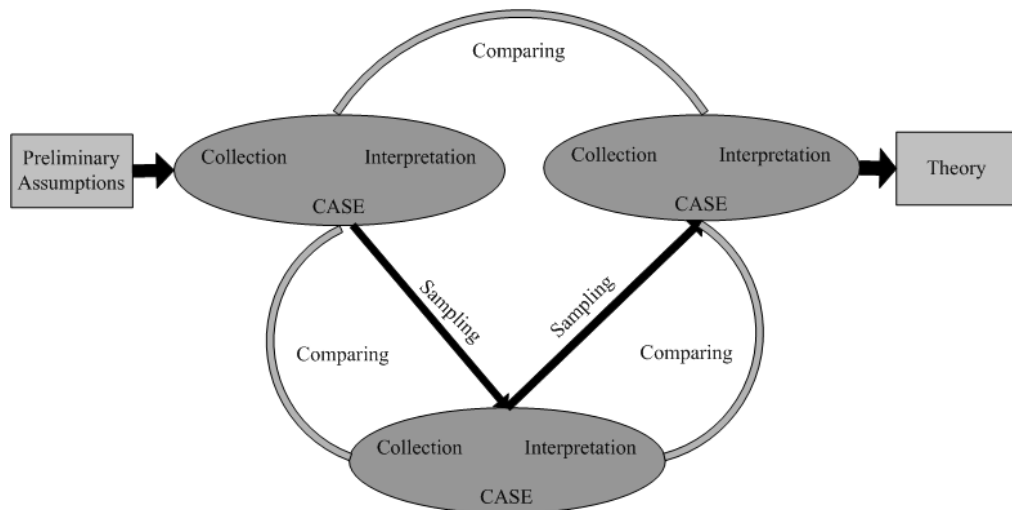 Comparing
Preliminary
Assumptions
Collection Interpretation
CASE
Collection Interpretation
CASE
Theory
Sampling
Sampling
Comparing
Comparing
Collection Interpretation
CASE